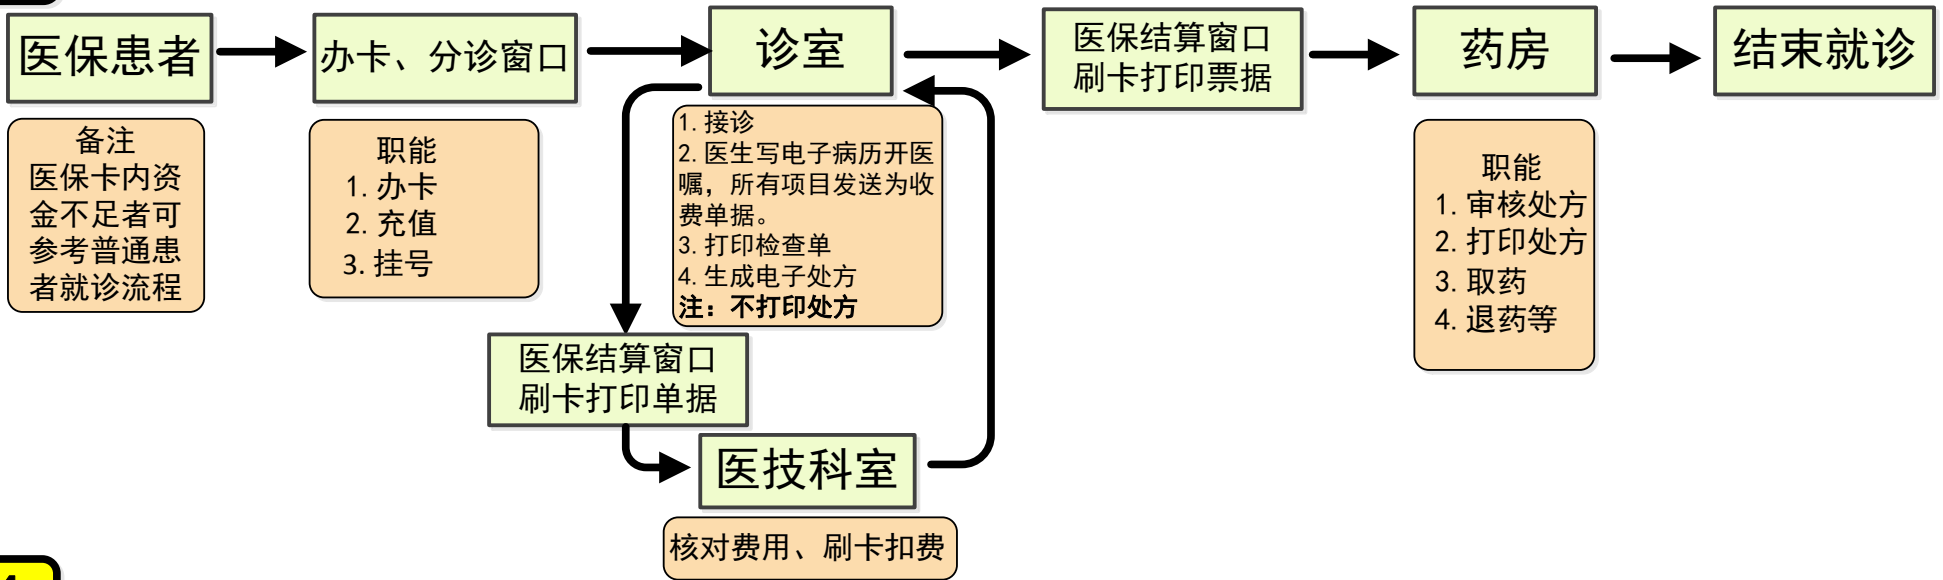 医保患者
办卡、分诊窗口
诊室
医保结算窗口
刷卡打印票据
药房
结束就诊
备注
医保卡内资
金不足者可
参考普通患
者就诊流程
职能
1.办卡
2.充值
3.挂号
1.接诊
2.医生写电子病历开医
嘱，所有项目发送为收
费单据。
3.打印检查单
4.生成电子处方
注：不打印处方
职能
1.审核处方
2.打印处方
3.取药
4.退药等
医保结算窗口
刷卡打印单据
医技科室
核对费用、刷卡扣费